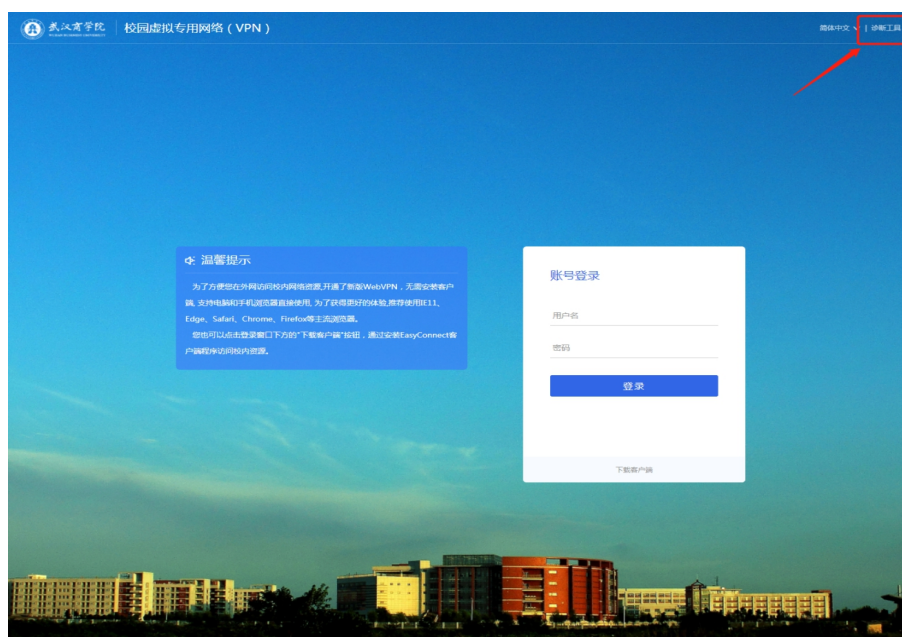 武汉商学院 校园虚拟专用网络（VPN）
简体中文 | 诊断工具
温馨提示
为了方便您在外网访问校内网络资源,开通了新版WebVPN，无需安装客户
端, 支持电脑和手机浏览器直接使用, 为了获得更好的体验,推荐使用IE11、
Edge、Safari、Chrome、Firefox等主流浏览器。
您也可以点击登录窗口下方的“下载客户端”按钮，通过安装EasyConnect客
户端程序访问校内资源。
账号登录
用户名
密码
登录
下载客户端